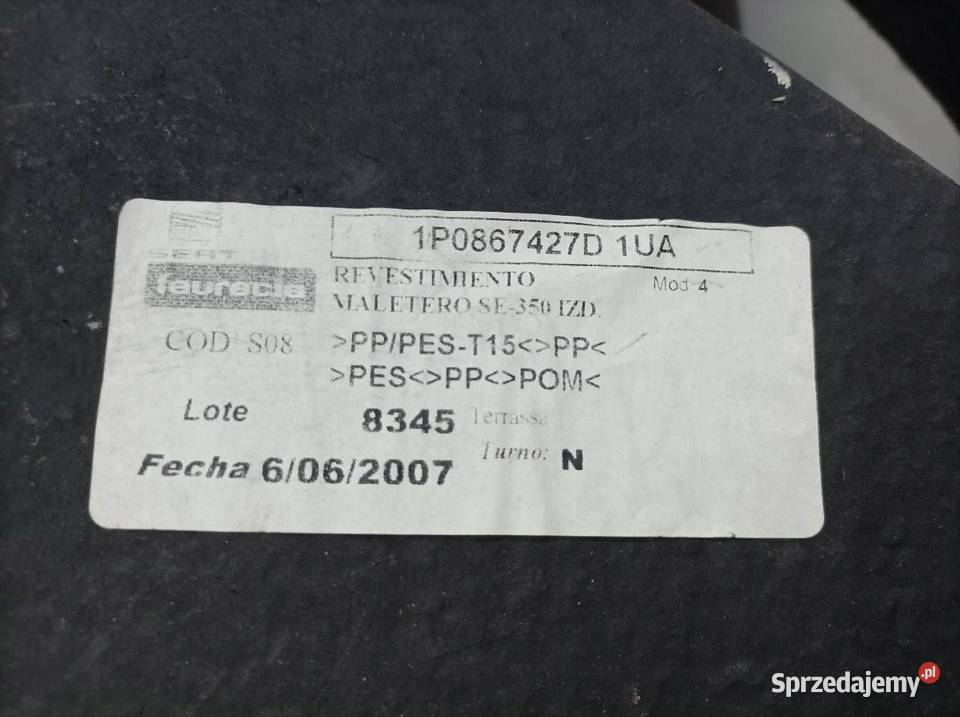 SEAT
faurecia
1P0867427D 1UA
REVESTIMIENTO
Mod 4
MALETERO SE-350 IZD.
COD S08
>PP/PES-T15<>PP<
>PES<>PP<>POM<
Lote 8345 Terrassa
Turno: N
Fecha 6/06/2007
Sprzedajemy.pl